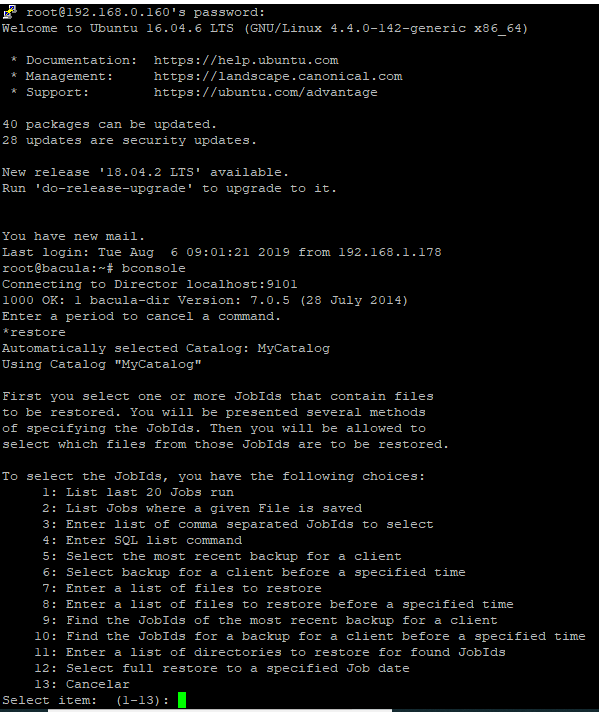 root@192.168.0.160's password:
Welcome to Ubuntu 16.04.6 LTS (GNU/Linux 4.4.0-142-generic x86_64)
* Documentation:  https://help.ubuntu.com
* Management:     https://landscape.canonical.com
* Support:        https://ubuntu.com/advantage
40 packages can be updated.
28 updates are security updates.
New release '18.04.2 LTS' available.
Run 'do-release-upgrade' to upgrade to it.
You have new mail.
Last login: Tue Aug  6 09:01:21 2019 from 192.168.1.178
root@bacula:~# bconsole
Connecting to Director localhost:9101
1000 OK: 1 bacula-dir Version: 7.0.5 (28 July 2014)
Enter a period to cancel a command.
*restore
Automatically selected Catalog: MyCatalog
Using Catalog "MyCatalog"
First you select one or more JobIds that contain files
to be restored. You will be presented several methods
of specifying the JobIds. Then you will be allowed to
select which files from those JobIds are to be restored.
To select the JobIds, you have the following choices:
1: List last 20 Jobs run
2: List Jobs where a given File is saved
3: Enter list of comma separated JobIds to select
4: Enter SQL list command
5: Select the most recent backup for a client
6: Select backup for a client before a specified time
7: Enter a list of files to restore
8: Enter a list of files to restore before a specified time
9: Find the JobIds of the most recent backup for a client
10: Find the JobIds for a backup for a client before a specified time
11: Enter a list of directories to restore for found JobIds
12: Select full restore to a specified Job date
13: Cancelar
Select item:  (1-13):